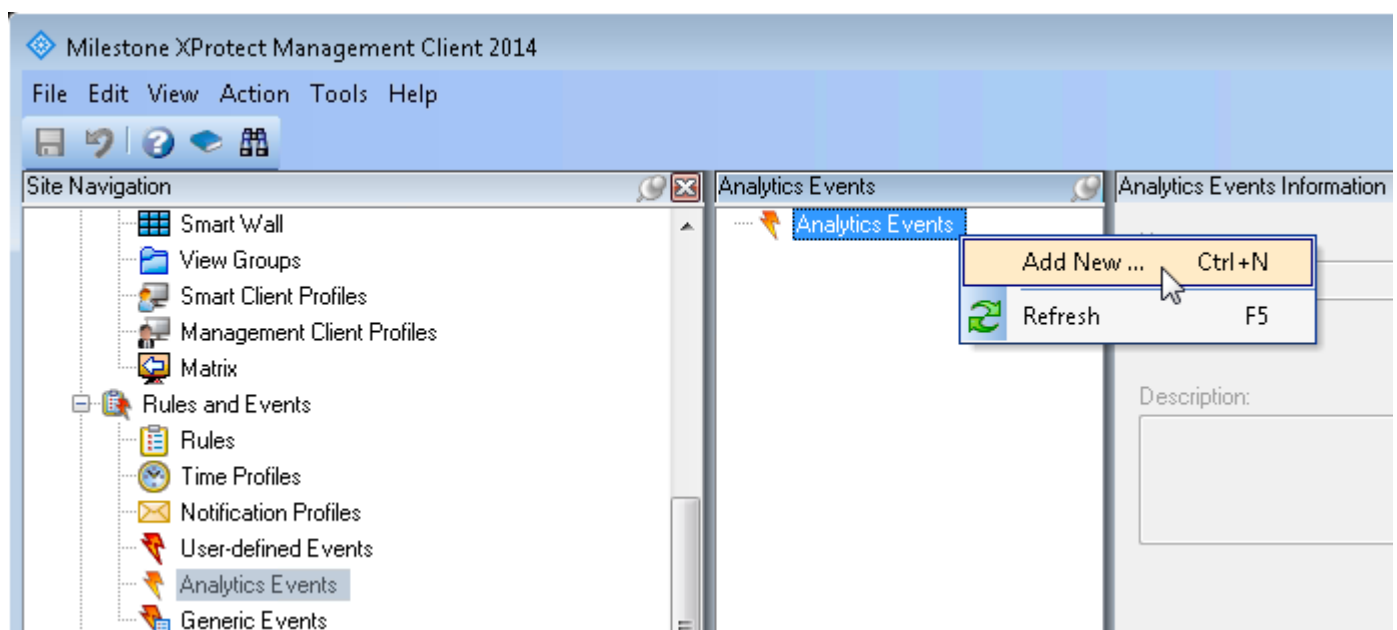 Milestone XProtect Management Client 2014
File Edit View Action Tools Help
Site Navigation
Smart Wall
View Groups
Smart Client Profiles
Management Client Profiles
Matrix
Rules and Events
Rules
Time Profiles
Notification Profiles
User-defined Events
Analytics Events
Generic Events
Analytics Events
Analytics Events
Add New ... Ctrl+N
Refresh F5
Analytics Events Information
Description: